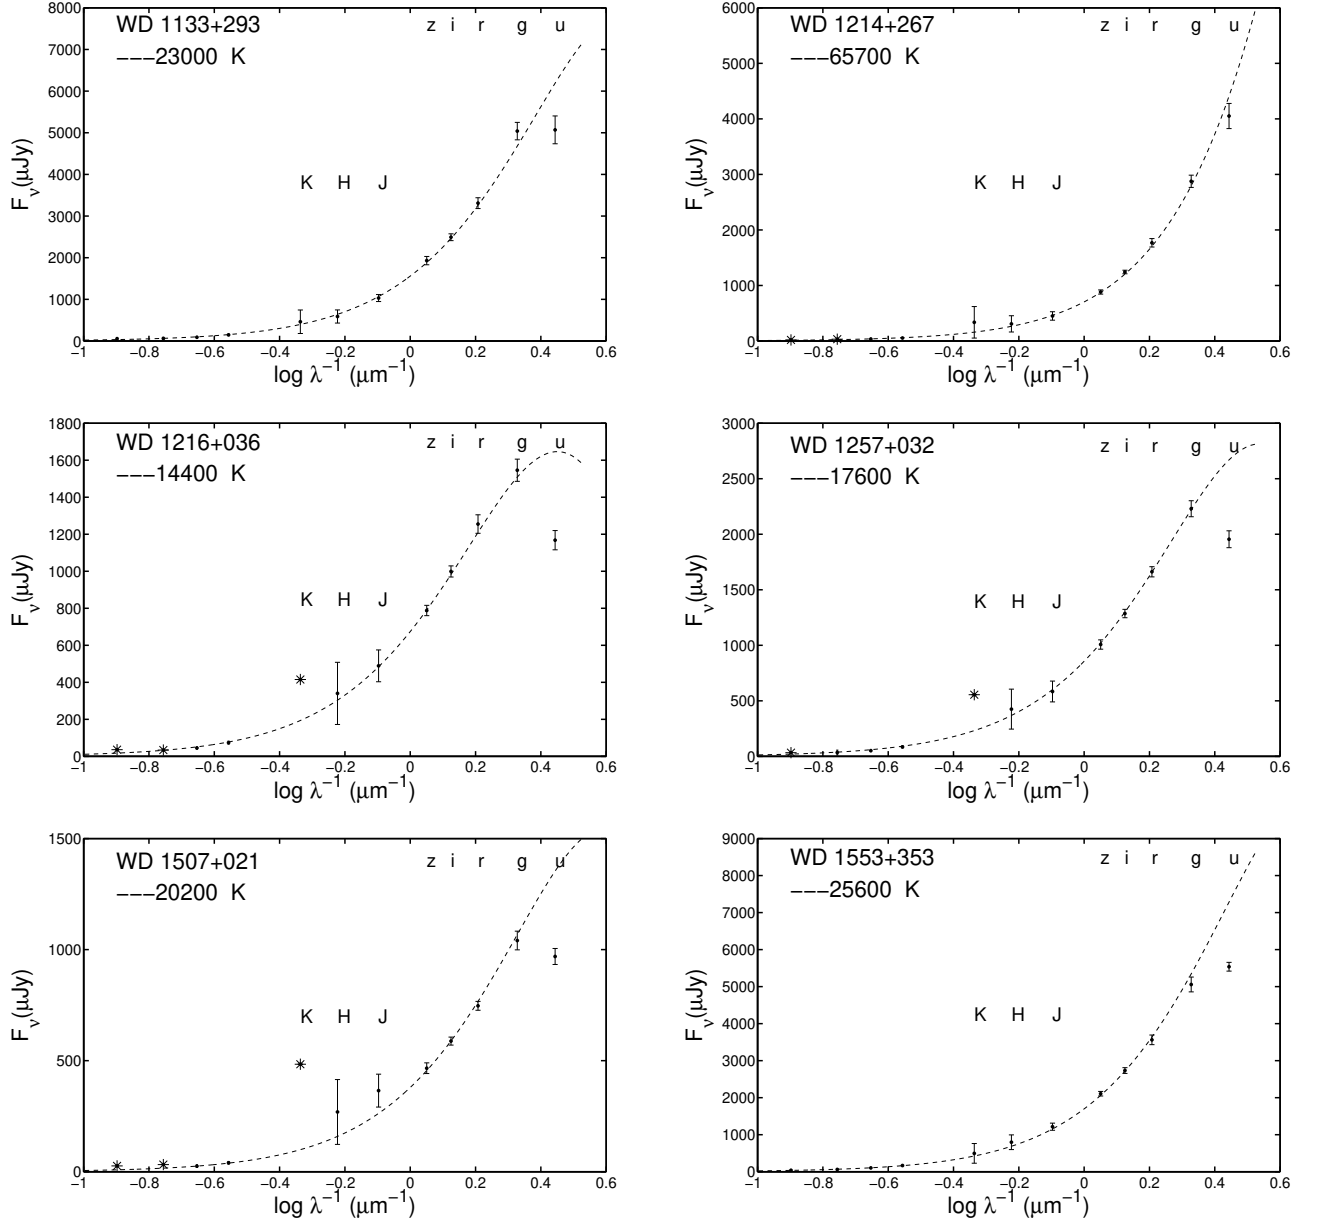 WD 1133+293
−−−23000 K
z i r g u
K H J
8000
7000
6000
5000
4000
3000
2000
1000
0
−1 −0.8 −0.6 −0.4 −0.2 0 0.2 0.4 0.6
F_ν(μJy)
log λ^−1 (μm^−1)
WD 1214+267
−−−65700 K
z i r g u
K H J
6000
5000
4000
3000
2000
1000
0
−1 −0.8 −0.6 −0.4 −0.2 0 0.2 0.4 0.6
F_ν(μJy)
log λ^−1 (μm^−1)
WD 1216+036
−−−14400 K
z i r g u
K H J
1800
1600
1400
1200
1000
800
600
400
200
0
−1 −0.8 −0.6 −0.4 −0.2 0 0.2 0.4 0.6
F_ν(μJy)
log λ^−1 (μm^−1)
WD 1257+032
−−−17600 K
z i r g u
K H J
3000
2500
2000
1500
1000
500
0
−1 −0.8 −0.6 −0.4 −0.2 0 0.2 0.4 0.6
F_ν(μJy)
log λ^−1 (μm^−1)
WD 1507+021
−−−20200 K
z i r g u
K H J
1500
1000
500
0
−1 −0.8 −0.6 −0.4 −0.2 0 0.2 0.4 0.6
F_ν(μJy)
log λ^−1 (μm^−1)
WD 1553+353
−−−25600 K
z i r g u
K H J
9000
8000
7000
6000
5000
4000
3000
2000
1000
0
−1 −0.8 −0.6 −0.4 −0.2 0 0.2 0.4 0.6
F_ν(μJy)
log λ^−1 (μm^−1)